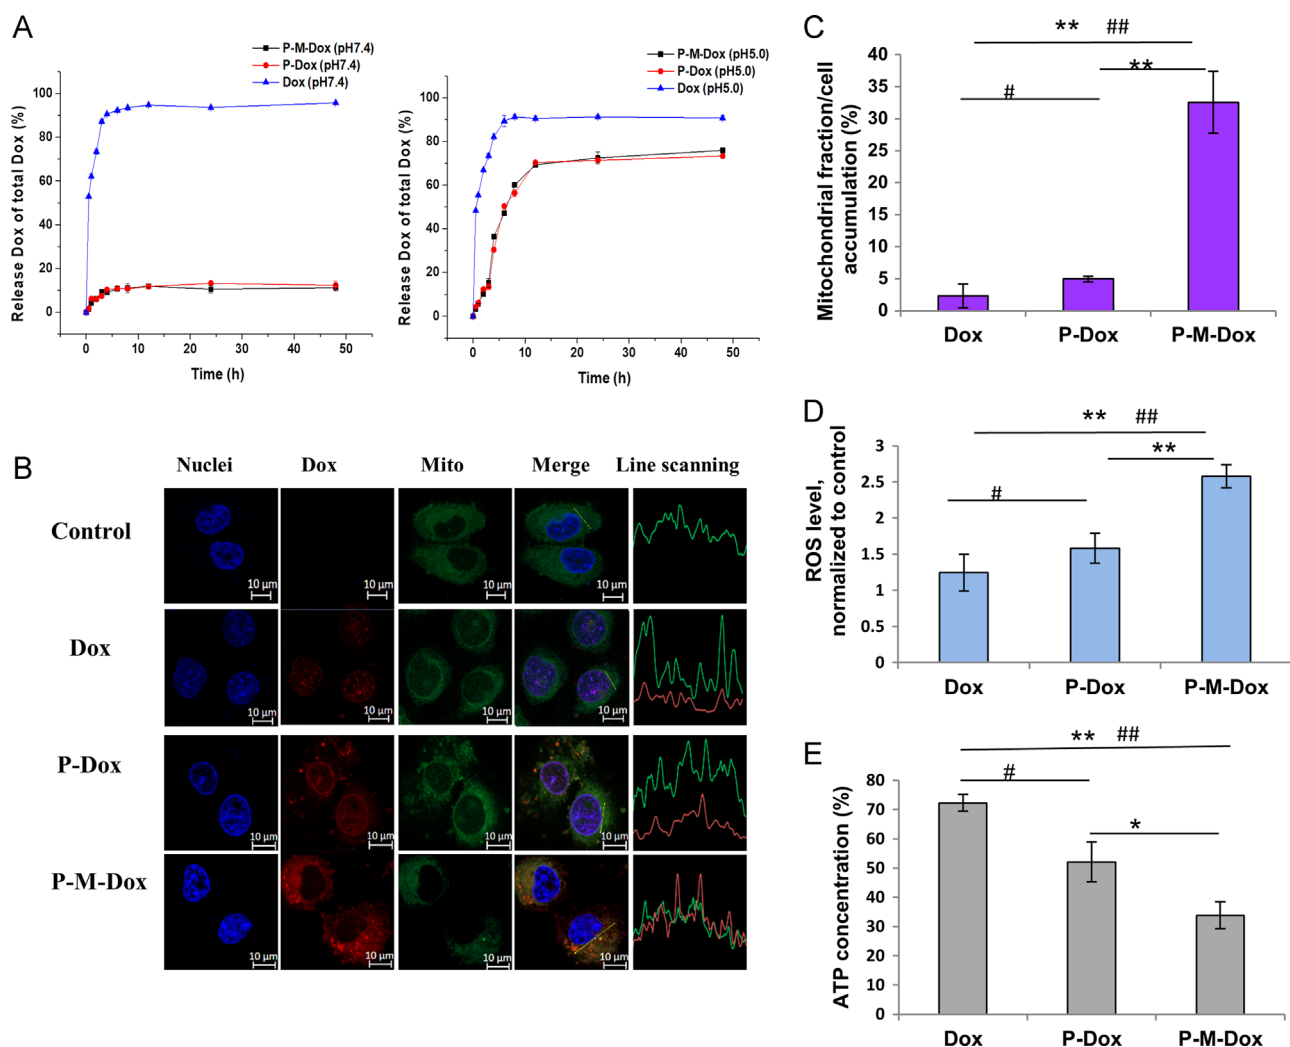 A
P-M-Dox (pH7.4)
P-Dox (pH7.4)
Dox (pH7.4)
Release Dox of total Dox (%)
100
80
60
40
20
0
0 10 20 30 40 50
Time (h)
P-M-Dox (pH5.0)
P-Dox (pH5.0)
Dox (pH5.0)
Release Dox of total Dox (%)
100
80
60
40
20
0
0 10 20 30 40 50
Time (h)
B
Nuclei Dox Mito Merge Line scanning
Control
10 μm 10 μm 10 μm 10 μm
Dox
10 μm 10 μm 10 μm 10 μm
P-Dox
10 μm 10 μm 10 μm 10 μm
P-M-Dox
10 μm 10 μm 10 μm 10 μm
C
** ##
**
#
Mitochondrial fraction/cell
accumulation (%)
40
35
30
25
20
15
10
5
0
Dox P-Dox P-M-Dox
D
** ##
**
#
ROS level,
normalized to control
3
2.5
2
1.5
1
0.5
0
Dox P-Dox P-M-Dox
E
** ##
#
*
ATP concentration (%)
80
70
60
50
40
30
20
10
0
Dox P-Dox P-M-Dox